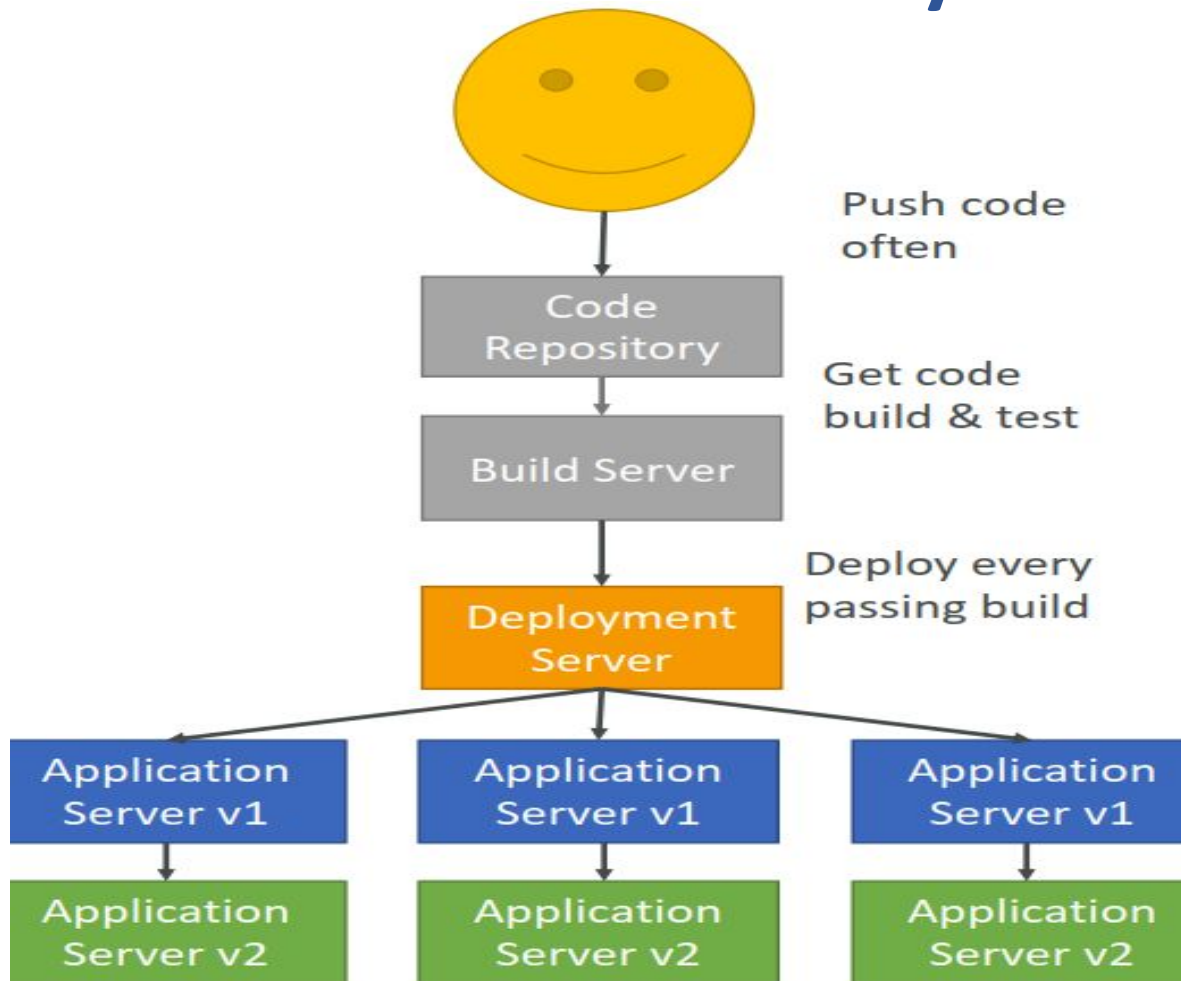 Push code
often
Code
Repository
Get code
build & test
Build Server
Deploy every
passing build
Deployment
Server
Application
Server v1
Application
Server v1
Application
Server v1
Application
Server v2
Application
Server v2
Application
Server v2